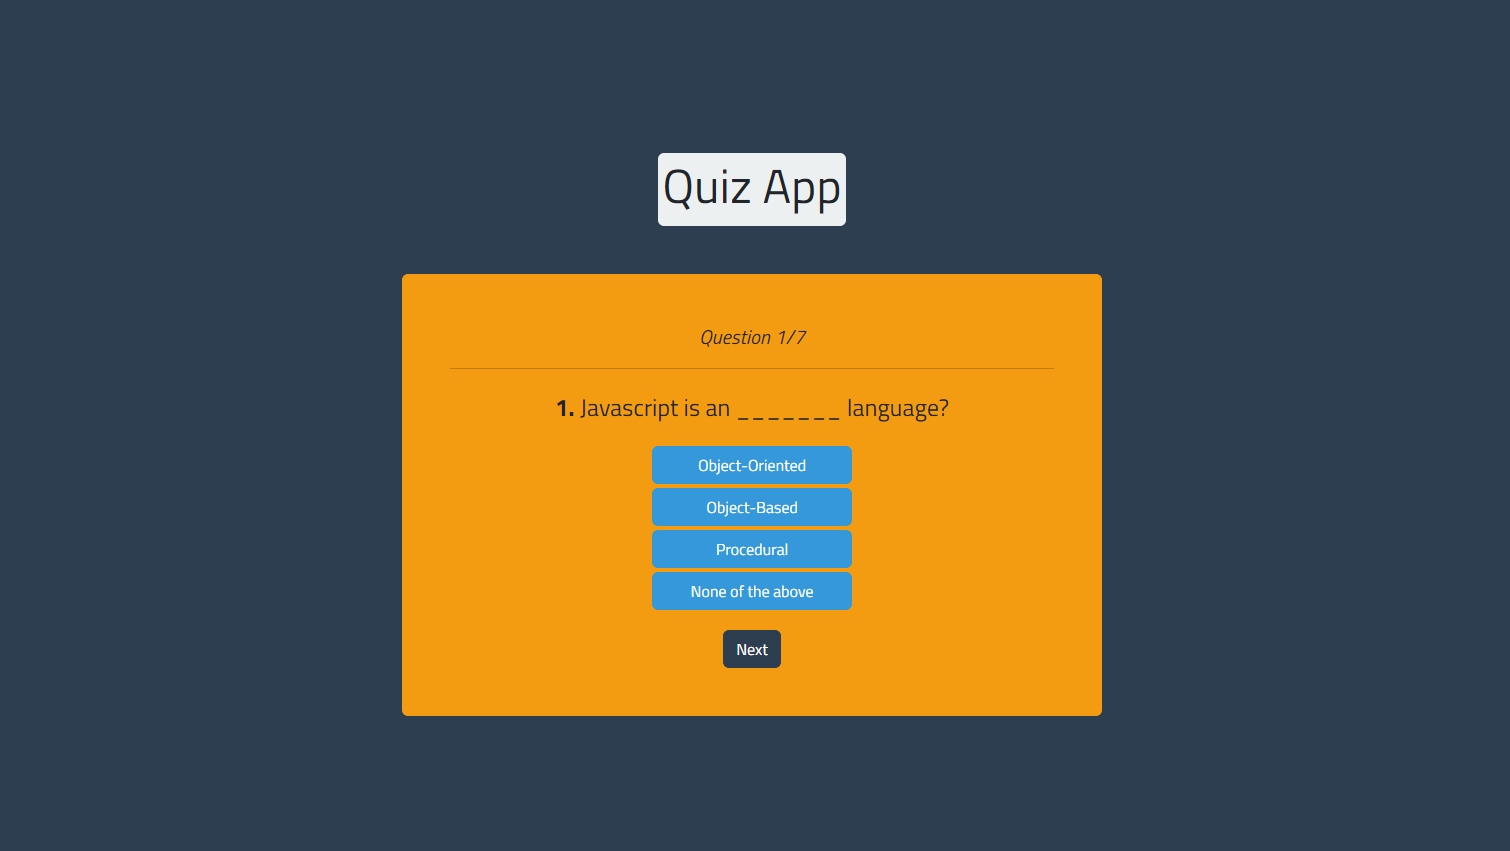 Quiz App
Question 1/7
1. Javascript is an _ _ _ _ _ _ _ language?
Object-Oriented
Object-Based
Procedural
None of the above
Next